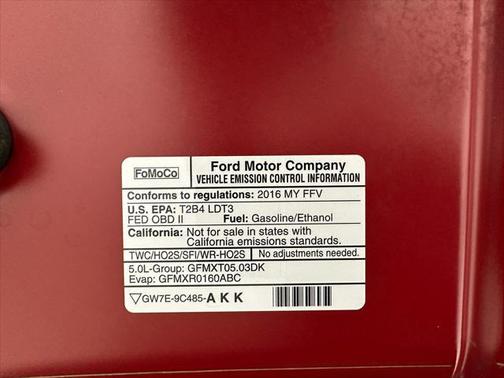 FoMoCo
Ford Motor Company
VEHICLE EMISSION CONTROL INFORMATION
Conforms to regulations: 2016 MY FFV
U.S. EPA: T2B4 LDT3
FED OBD II Fuel: Gasoline/Ethanol
California: Not for sale in states with
California emissions standards.
TWC/HO2S/SFI/WR-HO2S No adjustments needed.
5.0L-Group: GFMXT05.03DK
Evap: GFMXR0160ABC
GW7E-9C485-AKK